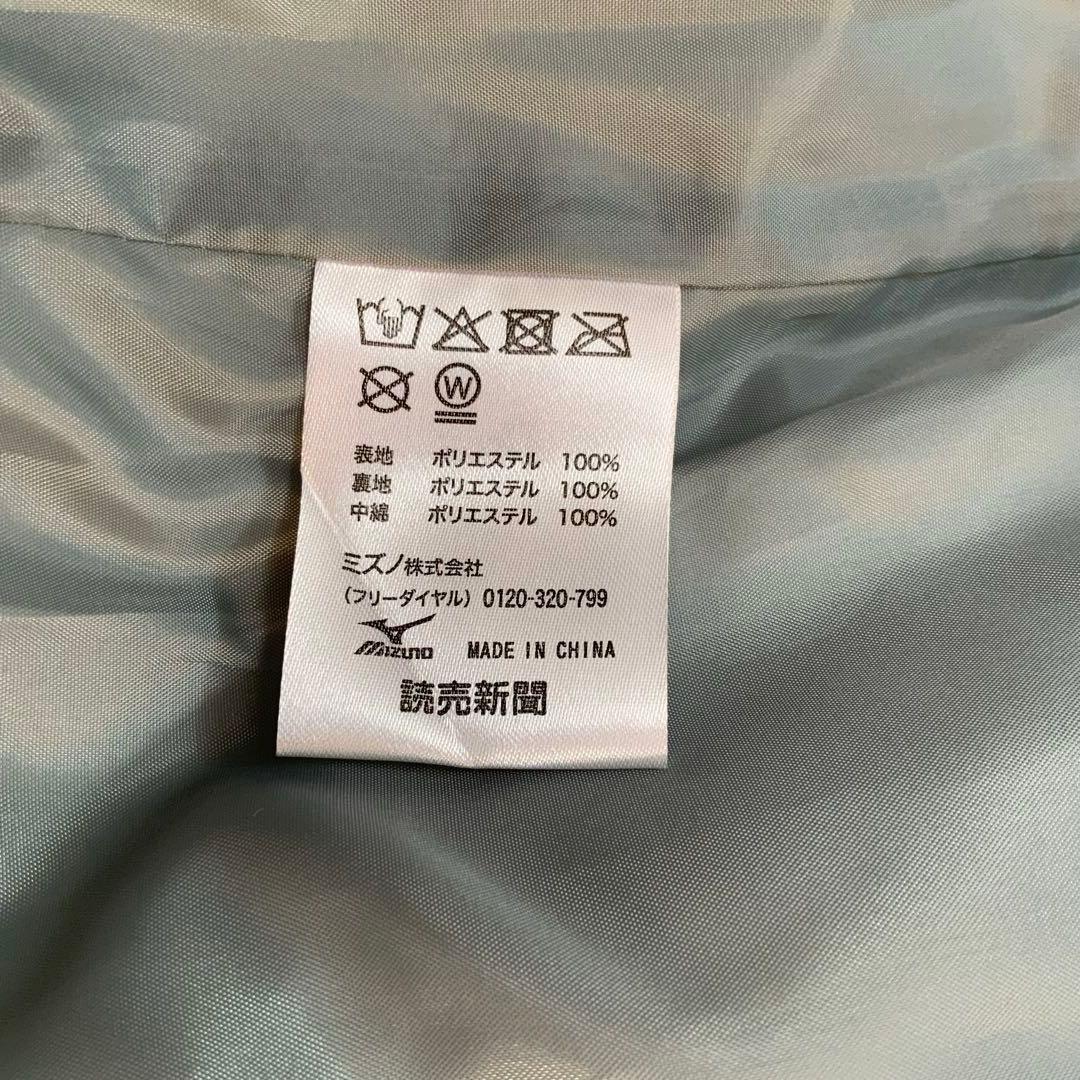 W
表地 ポリエステル 100%
裏地 ポリエステル 100%
中綿 ポリエステル 100%
ミズノ株式会社
(フリーダイヤル) 0120-320-799
Mizuno MADE IN CHINA
読売新聞